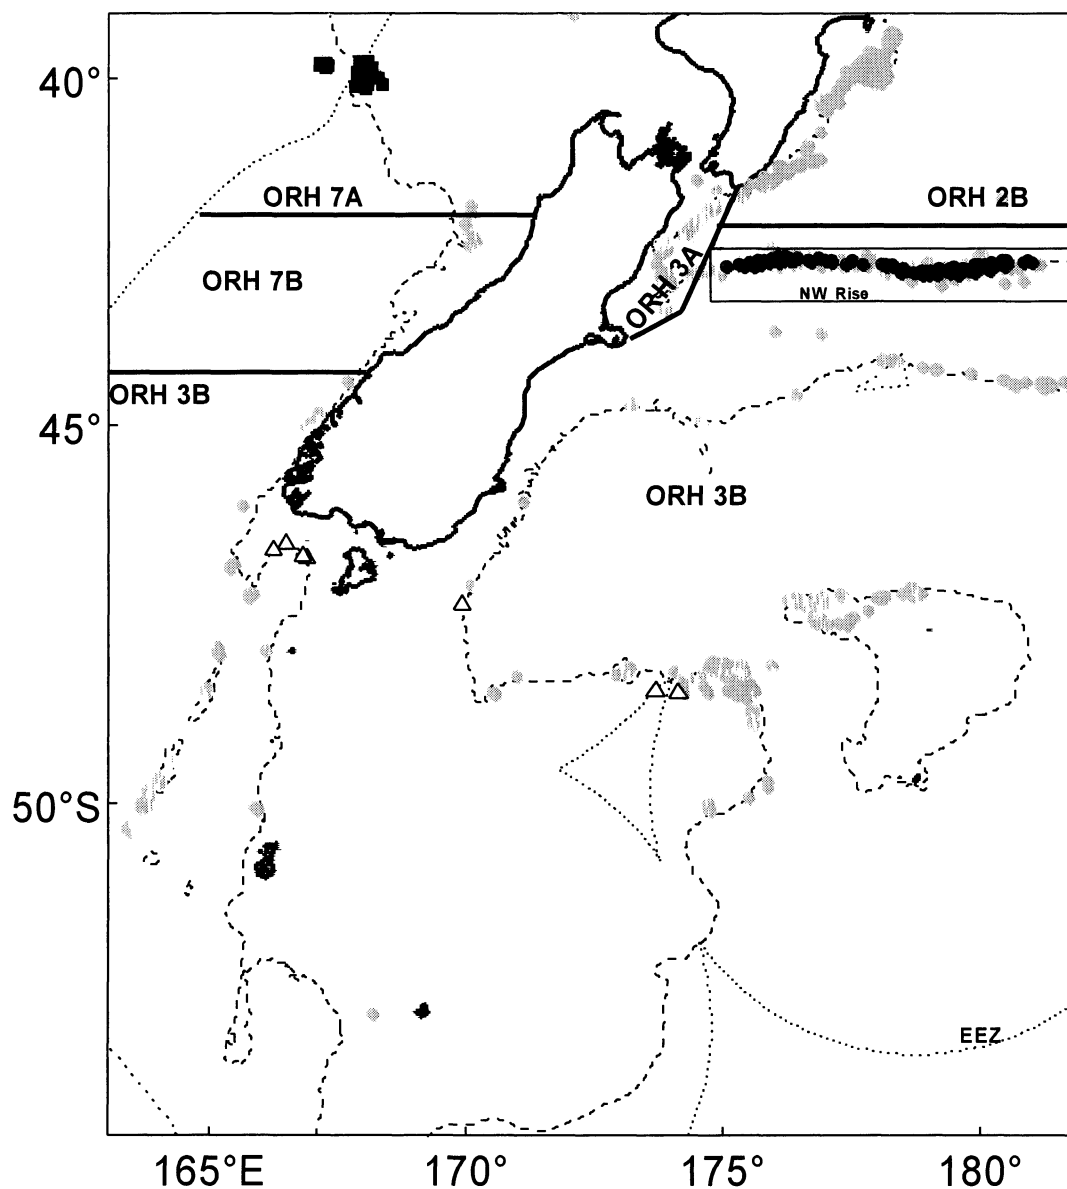 40°
ORH 7A
ORH 2B
ORH 7B
ORH 3A
NW Rise
ORH 3B
45°
ORH 3B
50°S
EEZ
165°E
170°
175°
180°